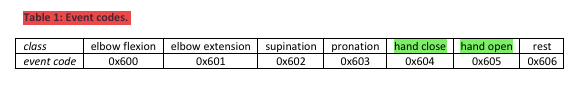 Table 1: Event codes.
class elbow flexion elbow extension supination pronation hand close hand open rest
event code 0x600 0x601 0x602 0x603 0x604 0x605 0x606